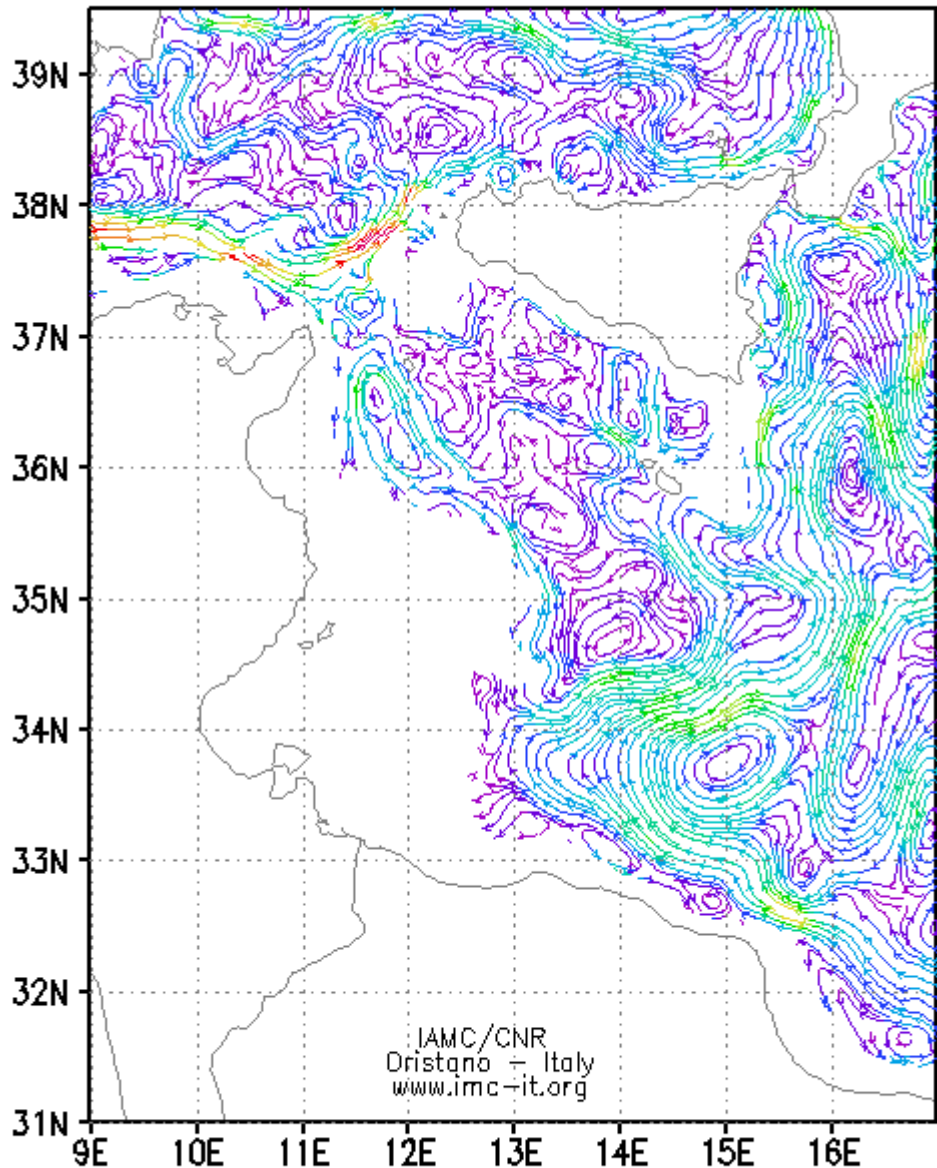 39N
38N
37N
36N
35N
34N
33N
32N
31N
IAMC/CNR
Oristano – Italy
www.imc-it.org
9E 10E 11E 12E 13E 14E 15E 16E